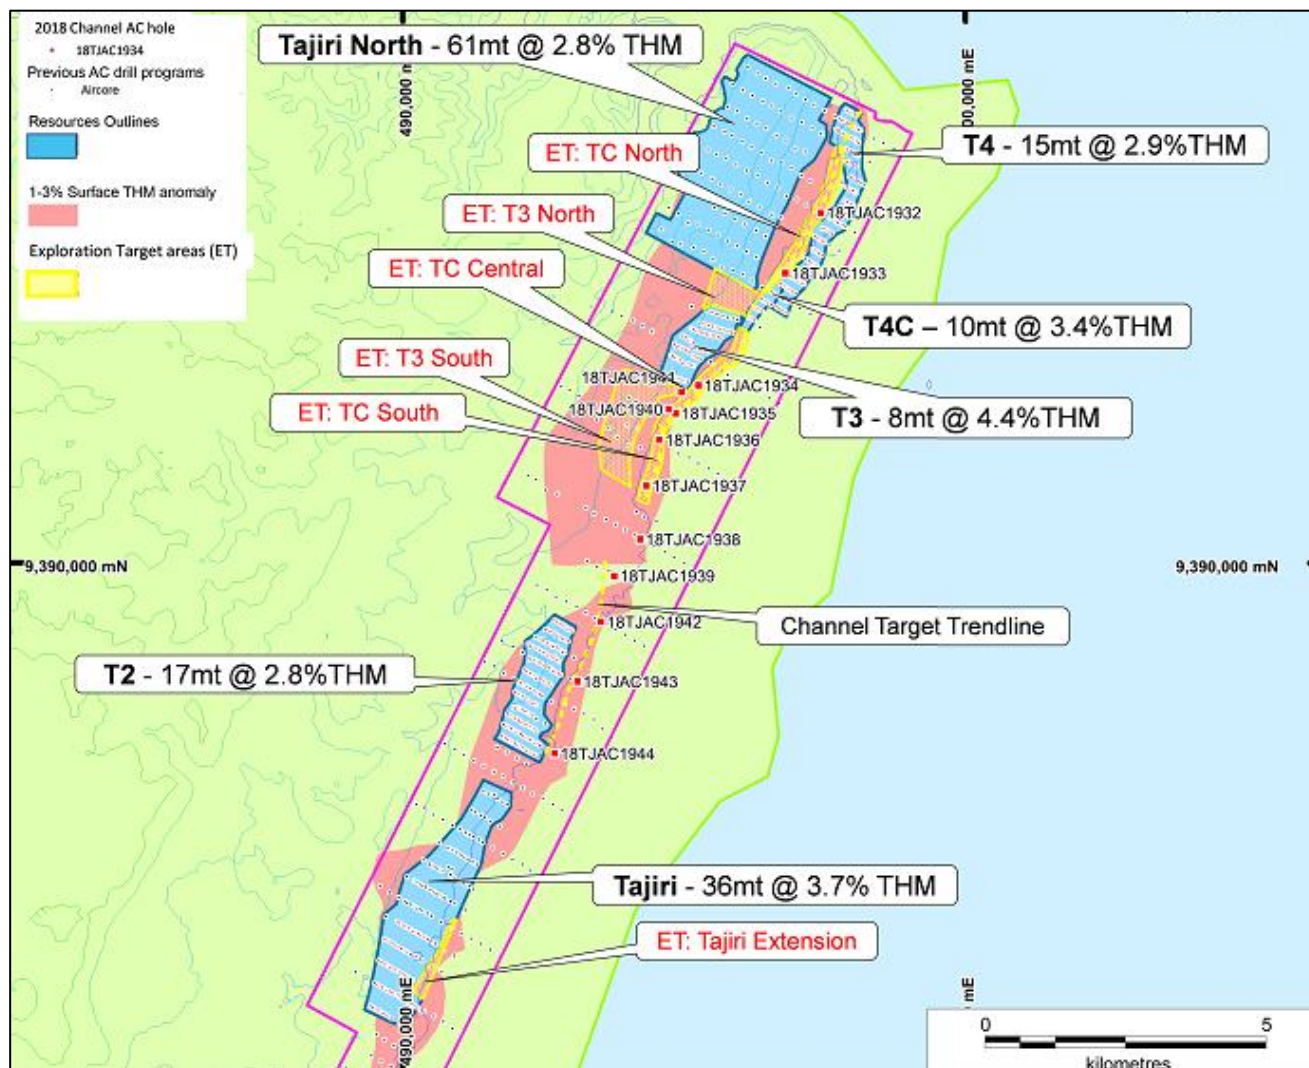 2018 Channel AC hole
18TJAC1934
Previous AC drill programs
Aircore
Resources Outlines
1-3% Surface THM anomaly
Exploration Target areas (ET)
490,000 mE
00,000 mE
Tajiri North - 61mt @ 2.8% THM
ET: TC North
T4 - 15mt @ 2.9%THM
ET: T3 North
18TJAC1932
ET: TC Central
18TJAC1933
T4C – 10mt @ 3.4%THM
ET: T3 South
18TJAC1941
18TJAC1934
ET: TC South
18TJAC1940
18TJAC1935
T3 - 8mt @ 4.4%THM
18TJAC1936
18TJAC1937
18TJAC1938
9,390,000 mN
18TJAC1939
9,390,000 mN
18TJAC1942
Channel Target Trendline
T2 - 17mt @ 2.8%THM
18TJAC1943
18TJAC1944
Tajiri - 36mt @ 3.7% THM
ET: Tajiri Extension
490,000 mE
mE
0 5
kilometres